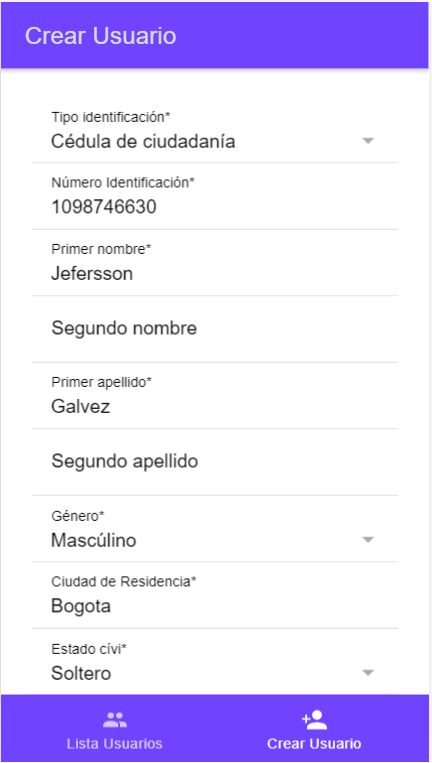 Crear Usuario
Tipo identificación*
Cédula de ciudadanía
Número Identificación*
1098746630
Primer nombre*
Jefersson
Segundo nombre
Primer apellido*
Galvez
Segundo apellido
Género*
Mascúlino
Ciudad de Residencia*
Bogota
Estado cívi*
Soltero
Lista Usuarios
Crear Usuario